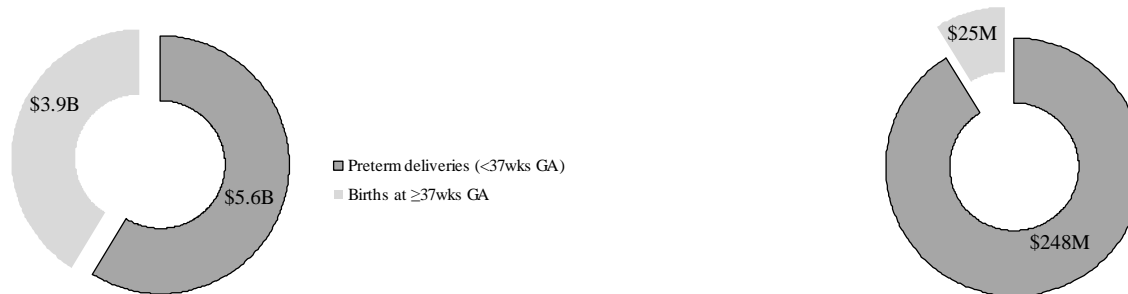 $25M
$3.9B
Preterm deliveries (<37wks GA)
$5.6B
Births at ≥37wks GA
$248M